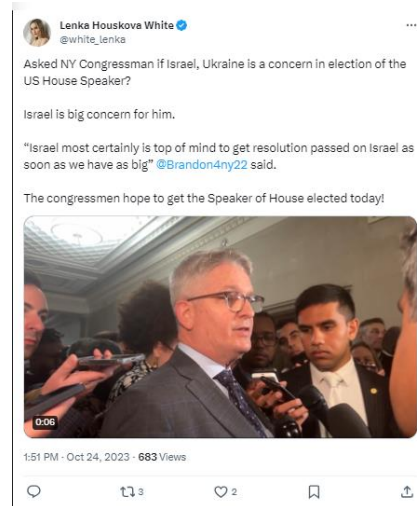 Lenka Houskova White
@white_lenka
Asked NY Congressman if Israel, Ukraine is a concern in election of the
US House Speaker?
Israel is big concern for him.
“Israel most certainly is top of mind to get resolution passed on Israel as
soon as we have as big” @Brandon4ny22 said.
The congressmen hope to get the Speaker of House elected today!
0:06
1:51 PM · Oct 24, 2023 · 683 Views
3
2